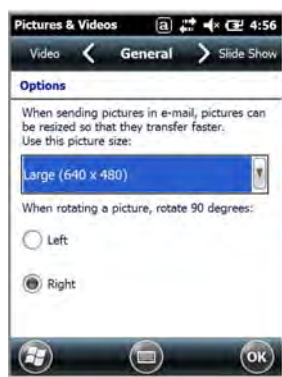 Pictures & Videos a 4:56
Video General Slide Show
Options
When sending pictures in e-mail, pictures can
be resized so that they transfer faster.
Use this picture size:
Large (640 x 480)
When rotating a picture, rotate 90 degrees:
Left
Right
OK